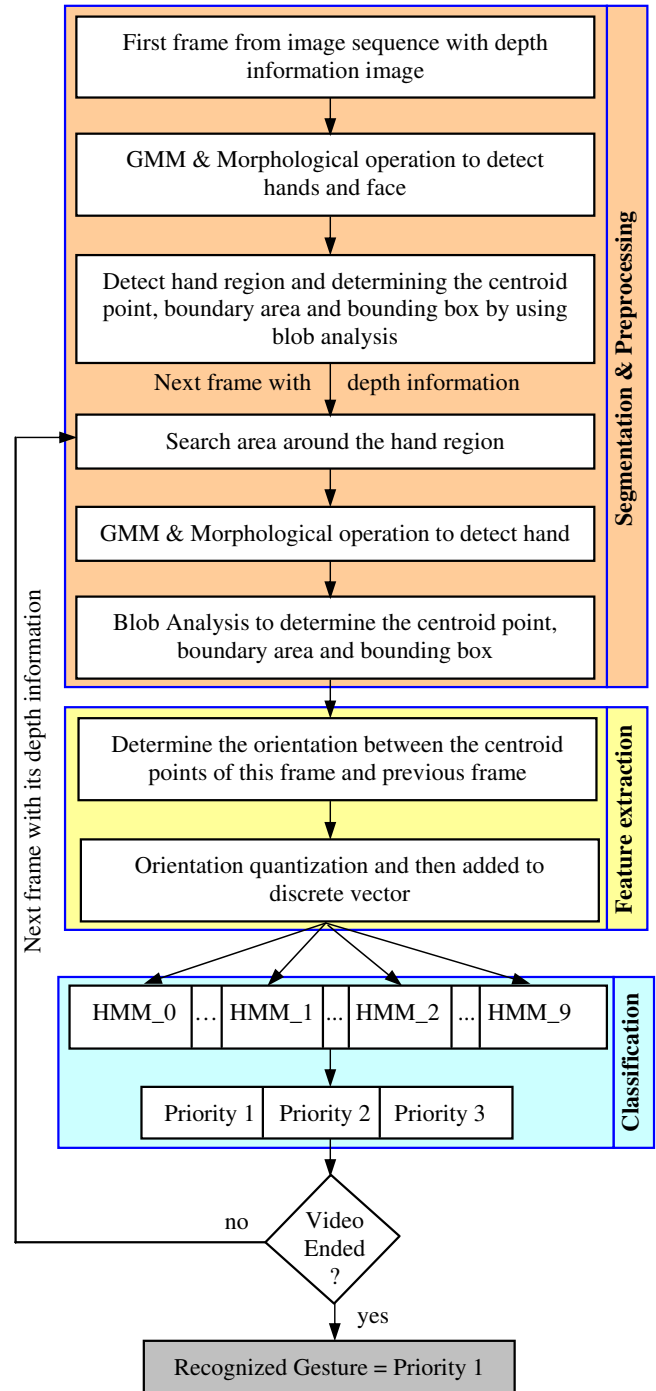 First frame from image sequence with depth
information image
GMM & Morphological operation to detect
hands and face
Detect hand region and determining the centroid
point, boundary area and bounding box by using
blob analysis
Next frame with depth information
Search area around the hand region
GMM & Morphological operation to detect hand
Blob Analysis to determine the centroid point,
boundary area and bounding box
Segmentation & Preprocessing
Next frame with its depth information
Determine the orientation between the centroid
points of this frame and previous frame
Orientation quantization and then added to
discrete vector
Feature extraction
HMM_0 ... HMM_1 ... HMM_2 ... HMM_9
Priority 1 Priority 2 Priority 3
Classification
no
Video
Ended
?
yes
Recognized Gesture = Priority 1